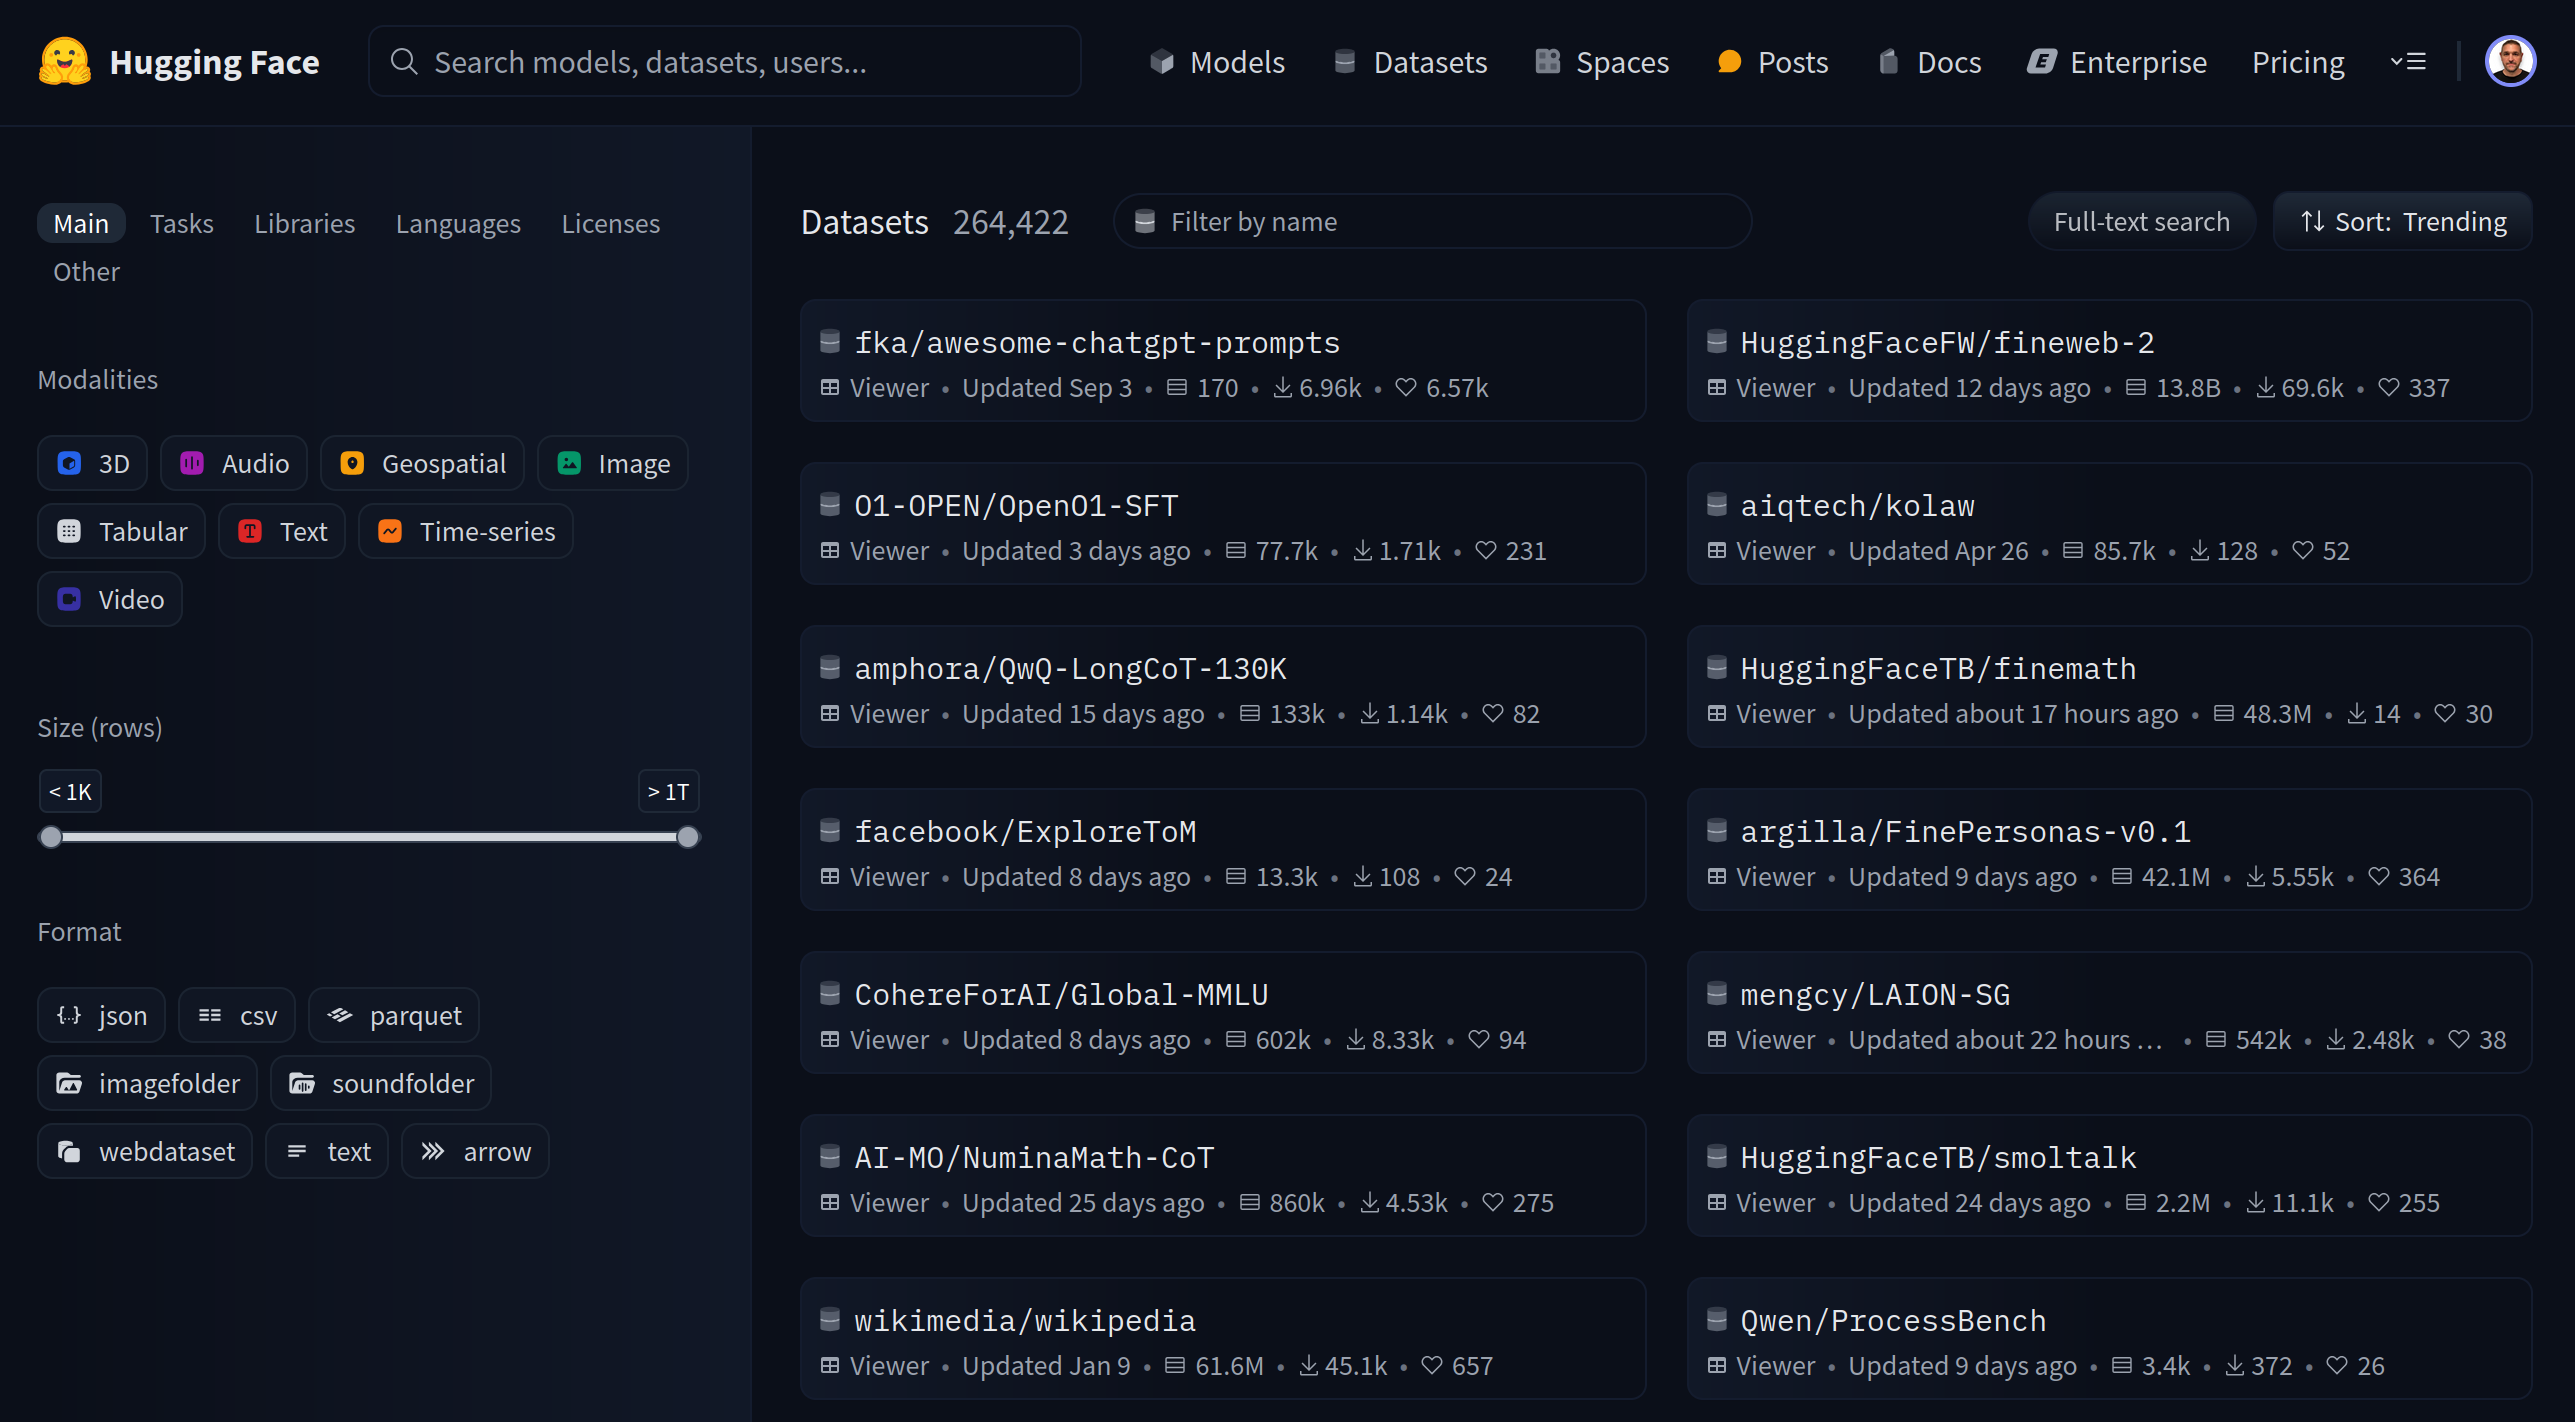 Hugging Face
Search models, datasets, users...
Models
Datasets
Spaces
Posts
Docs
Enterprise
Pricing
Main Tasks Libraries Languages Licenses
Other
Modalities
3D Audio Geospatial Image
Tabular Text Time-series
Video
Size (rows)
< 1K > 1T
Format
json csv parquet
imagefolder soundfolder
webdataset text arrow
Datasets 264,422 Filter by name Full-text search Sort: Trending
fka/awesome-chatgpt-prompts
Viewer • Updated Sep 3 • 170 • 6.96k • 6.57k
HuggingFaceFW/fineweb-2
Viewer • Updated 12 days ago • 13.8B • 69.6k • 337
O1-OPEN/OpenO1-SFT
Viewer • Updated 3 days ago • 77.7k • 1.71k • 231
aiqtech/kolaw
Viewer • Updated Apr 26 • 85.7k • 128 • 52
amphora/QwQ-LongCoT-130K
Viewer • Updated 15 days ago • 133k • 1.14k • 82
HuggingFaceTB/finemath
Viewer • Updated about 17 hours ago • 48.3M • 14 • 30
facebook/ExploreToM
Viewer • Updated 8 days ago • 13.3k • 108 • 24
argilla/FinePersonas-v0.1
Viewer • Updated 9 days ago • 42.1M • 5.55k • 364
CohereForAI/Global-MMLU
Viewer • Updated 8 days ago • 602k • 8.33k • 94
mengcy/LAION-SG
Viewer • Updated about 22 hours ... • 542k • 2.48k • 38
AI-MO/NuminaMath-CoT
Viewer • Updated 25 days ago • 860k • 4.53k • 275
HuggingFaceTB/smoltalk
Viewer • Updated 24 days ago • 2.2M • 11.1k • 255
wikimedia/wikipedia
Viewer • Updated Jan 9 • 61.6M • 45.1k • 657
Qwen/ProcessBench
Viewer • Updated 9 days ago • 3.4k • 372 • 26